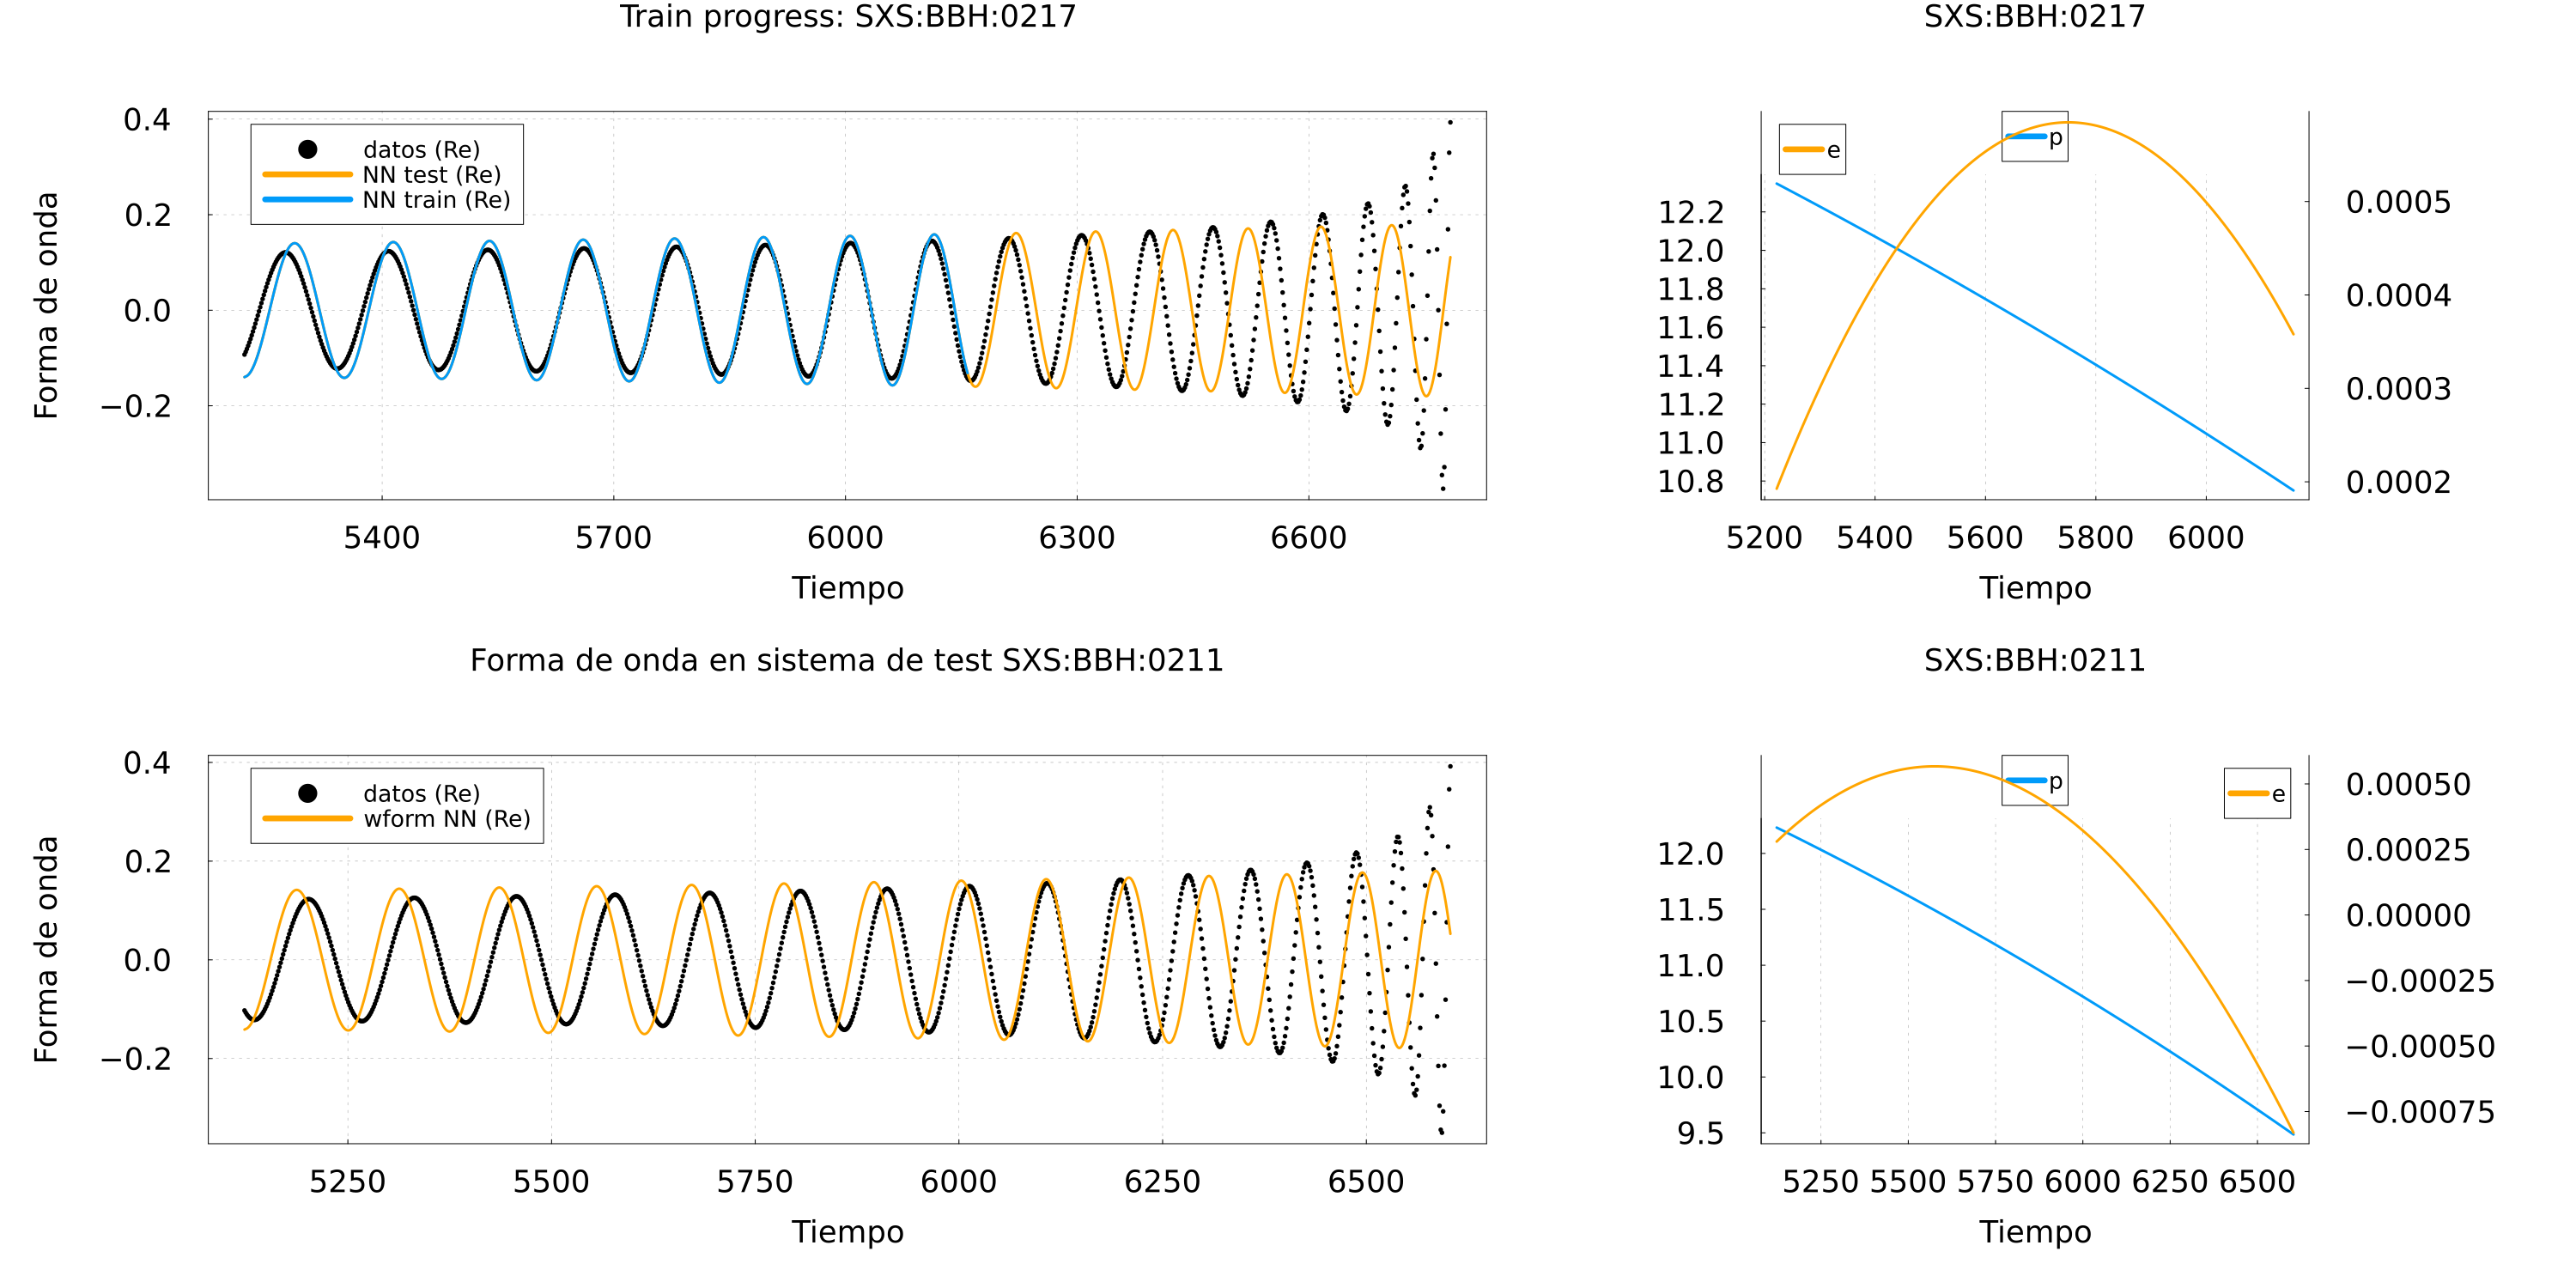 Train progress: SXS:BBH:0217
datos (Re)
NN test (Re)
NN train (Re)
Forma de onda
0.4
0.2
0.0
−0.2
5400 5700 6000 6300 6600
Tiempo
SXS:BBH:0217
e
p
12.2
12.0
11.8
11.6
11.4
11.2
11.0
10.8
0.0005
0.0004
0.0003
0.0002
5200 5400 5600 5800 6000
Tiempo
Forma de onda en sistema de test SXS:BBH:0211
datos (Re)
wform NN (Re)
Forma de onda
0.4
0.2
0.0
−0.2
5250 5500 5750 6000 6250 6500
Tiempo
SXS:BBH:0211
p
e
12.0
11.5
11.0
10.5
10.0
9.5
0.00050
0.00025
0.00000
−0.00025
−0.00050
−0.00075
5250 5500 5750 6000 6250 6500
Tiempo